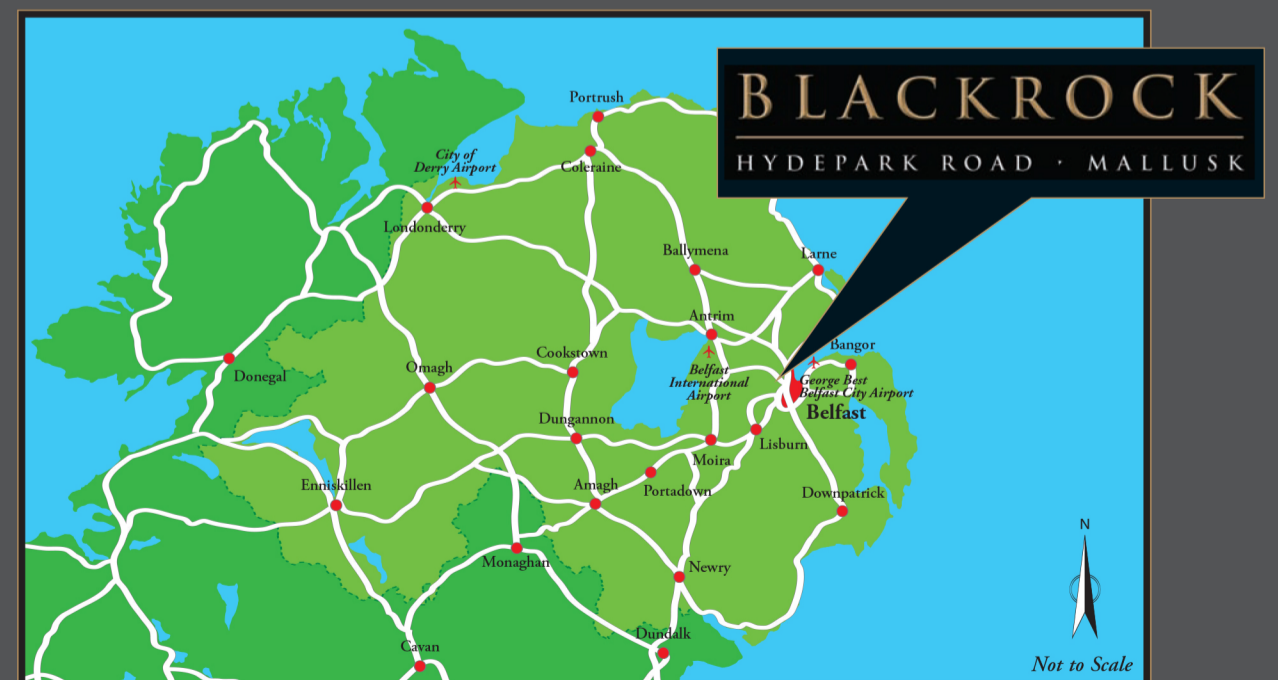 BLACKROCK
HYDEPARK ROAD · MALLUSK
Portrush
Coleraine
City of
Derry Airport
Londonderry
Ballymena
Larne
Antrim
Belfast
International
Airport
Bangor
George Best
Belfast City Airport
Belfast
Donegal
Omagh
Cookstown
Dungannon
Moira
Lisburn
Enniskillen
Amagh
Portadown
Downpatrick
Monaghan
Newry
Dundalk
Cavan
N
Not to Scale